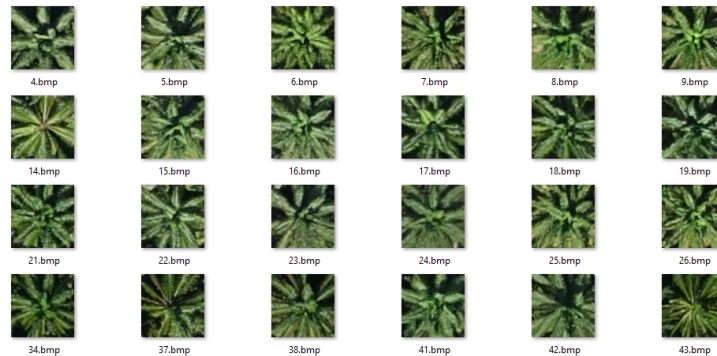 4.bmp 5.bmp 6.bmp 7.bmp 8.bmp 9.bmp
14.bmp 15.bmp 16.bmp 17.bmp 18.bmp 19.bmp
21.bmp 22.bmp 23.bmp 24.bmp 25.bmp 26.bmp
34.bmp 37.bmp 38.bmp 41.bmp 42.bmp 43.bmp